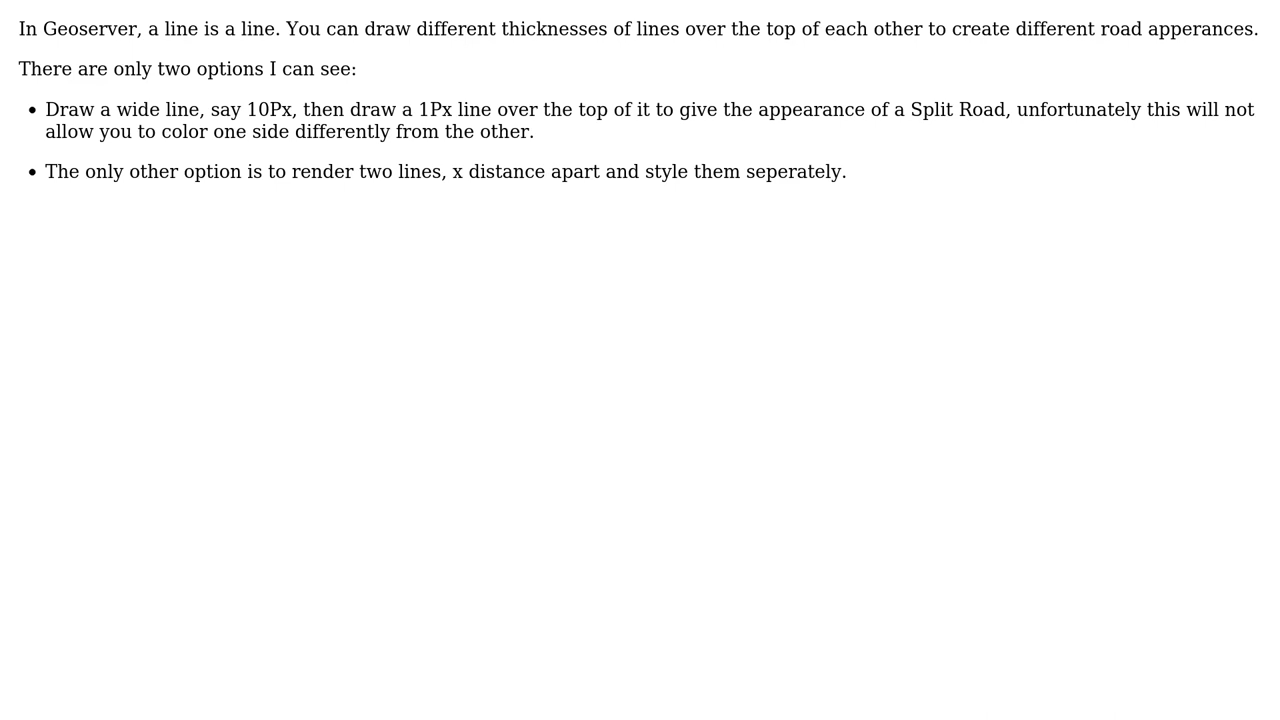 In Geoserver, a line is a line. You can draw different thicknesses of lines over the top of each other to create different road apperances.
There are only two options I can see:
• Draw a wide line, say 10Px, then draw a 1Px line over the top of it to give the appearance of a Split Road, unfortunately this will not
allow you to color one side differently from the other.
• The only other option is to render two lines, x distance apart and style them seperately.